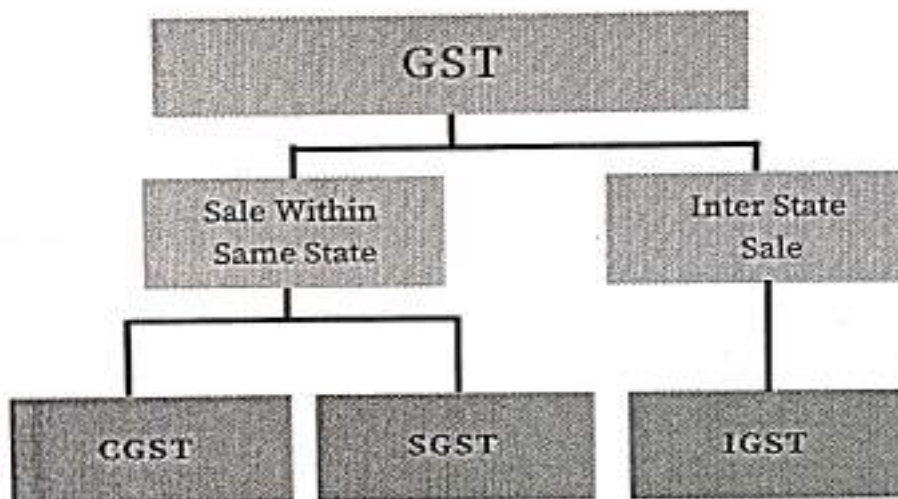 GST
Sale Within
Same State
Inter State
Sale
CGST
SGST
IGST